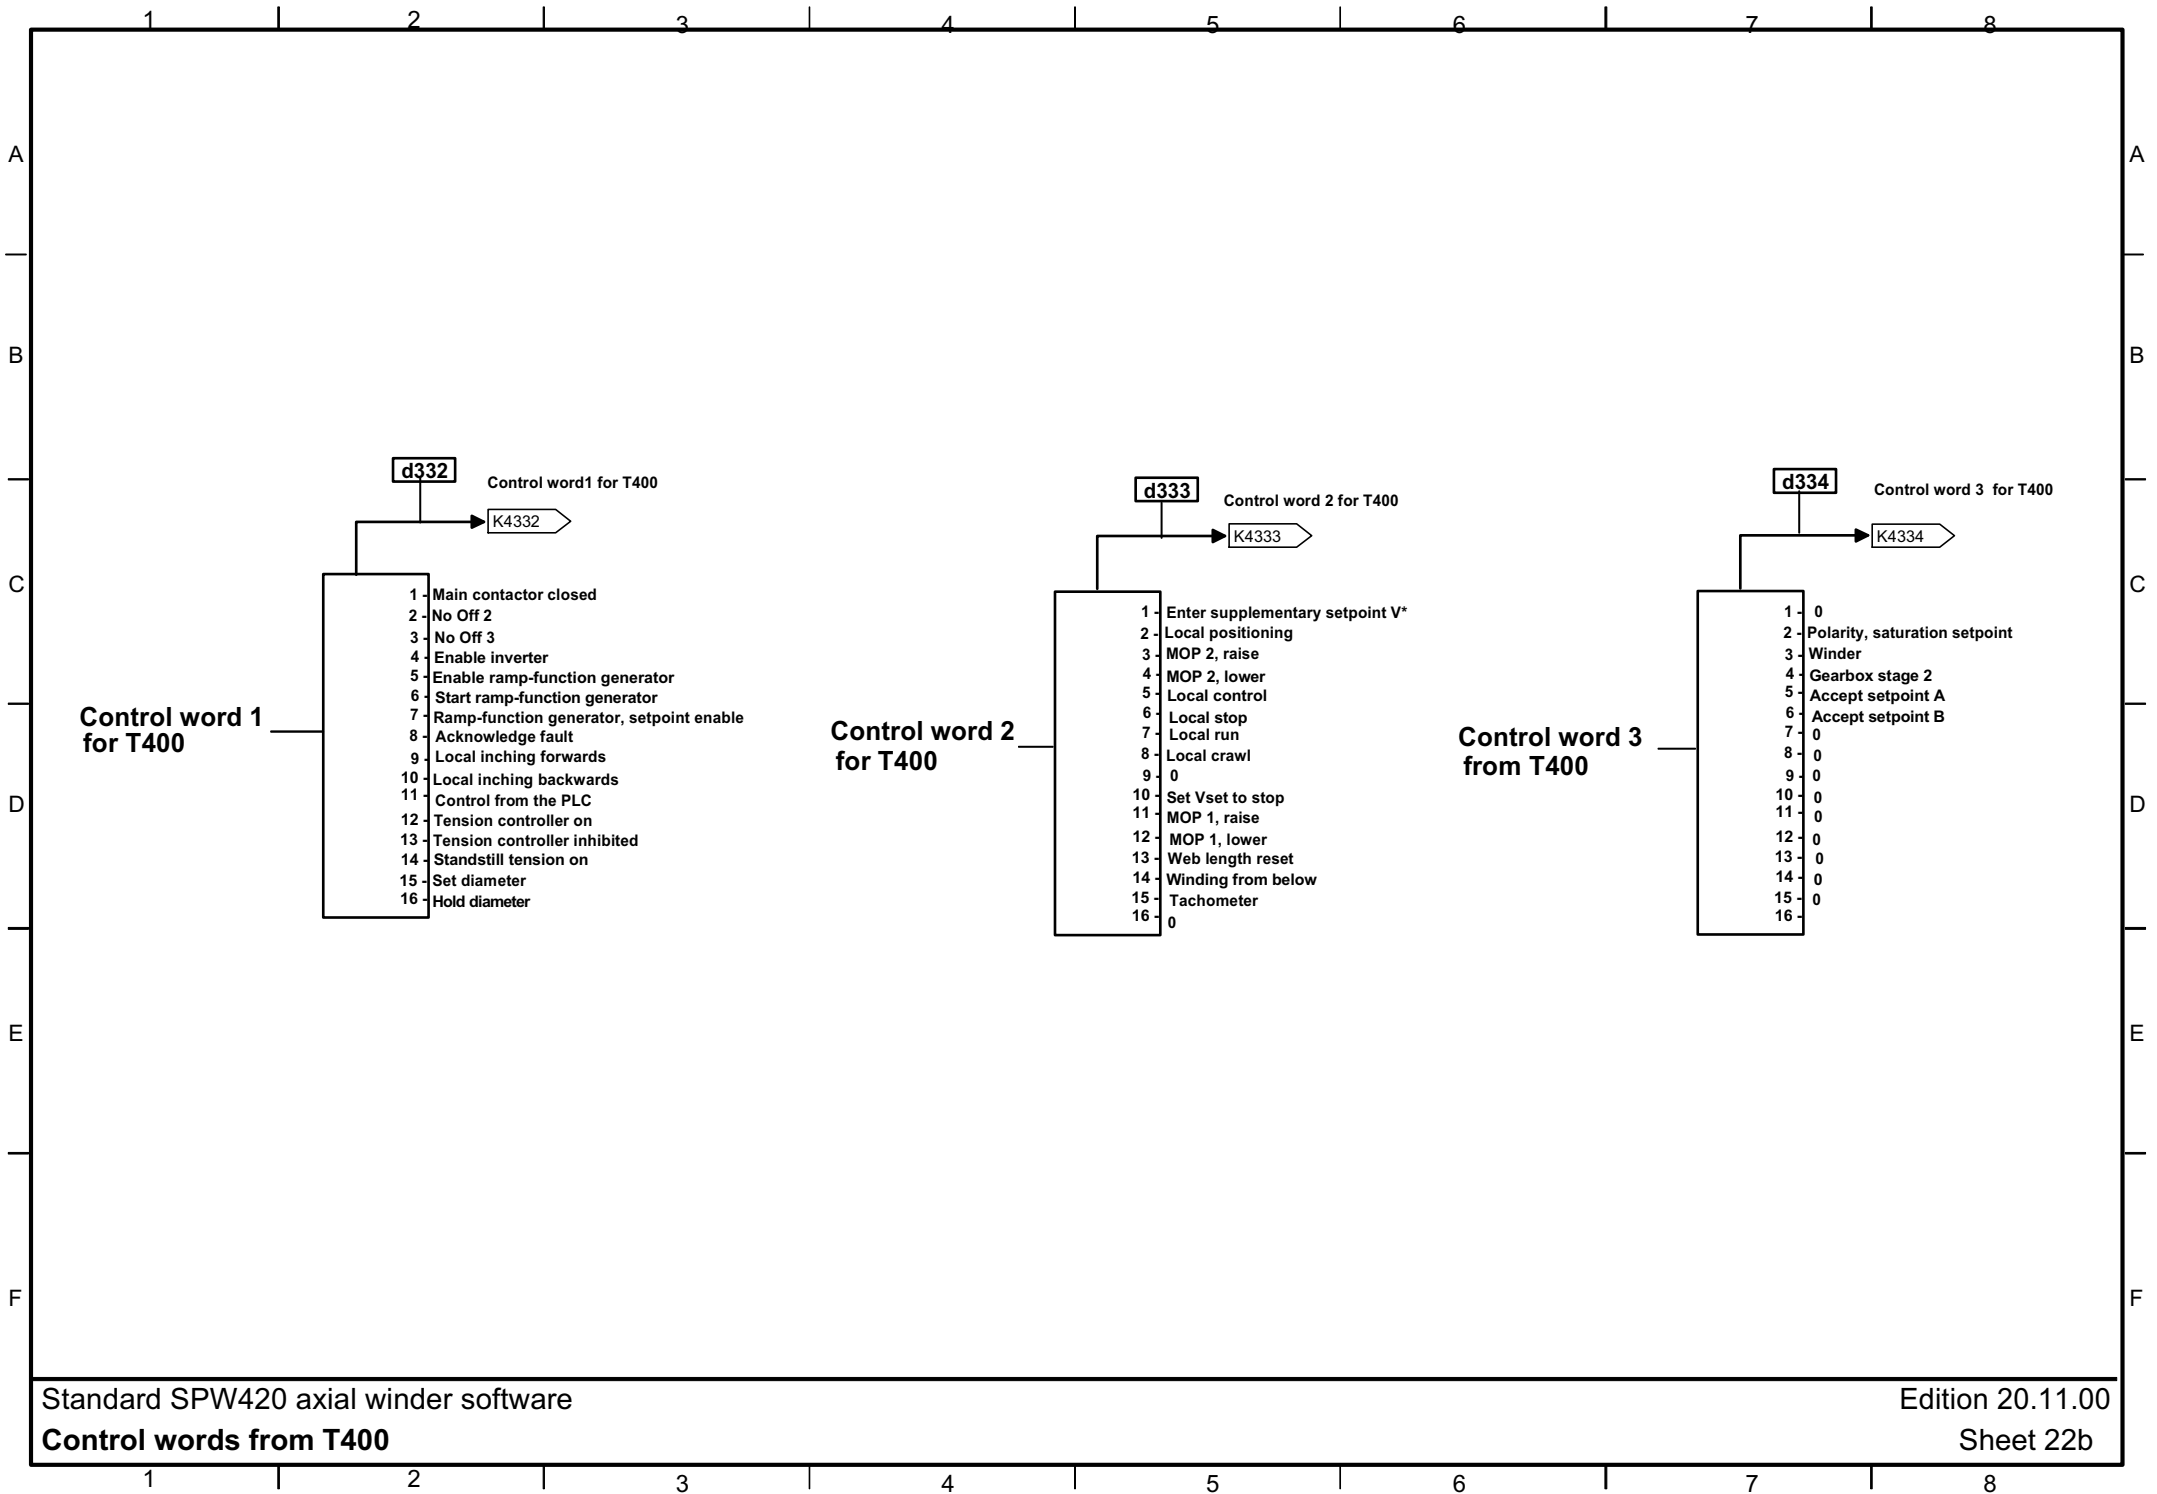 1 2 3 4 5 6 7 8
A A
B B
C C
D D
E E
F F
d332
Control word1 for T400
K4332
Control word 1
for T400
1 - Main contactor closed
2 - No Off 2
3 - No Off 3
4 - Enable inverter
5 - Enable ramp-function generator
6 - Start ramp-function generator
7 - Ramp-function generator, setpoint enable
8 - Acknowledge fault
9 - Local inching forwards
10 - Local inching backwards
11 - Control from the PLC
12 - Tension controller on
13 - Tension controller inhibited
14 - Standstill tension on
15 - Set diameter
16 - Hold diameter
d333
Control word 2 for T400
K4333
Control word 2
for T400
1 - Enter supplementary setpoint V*
2 - Local positioning
3 - MOP 2, raise
4 - MOP 2, lower
5 - Local control
6 - Local stop
7 - Local run
8 - Local crawl
9 - 0
10 - Set Vset to stop
11 - MOP 1, raise
12 - MOP 1, lower
13 - Web length reset
14 - Winding from below
15 - Tachometer
16 - 0
d334
Control word 3 for T400
K4334
Control word 3
from T400
1 - 0
2 - Polarity, saturation setpoint
3 - Winder
4 - Gearbox stage 2
5 - Accept setpoint A
6 - Accept setpoint B
7 - 0
8 - 0
9 - 0
10 - 0
11 - 0
12 - 0
13 - 0
14 - 0
15 - 0
16 -
Standard SPW420 axial winder software
Edition 20.11.00
Control words from T400
Sheet 22b
1 2 3 4 5 6 7 8